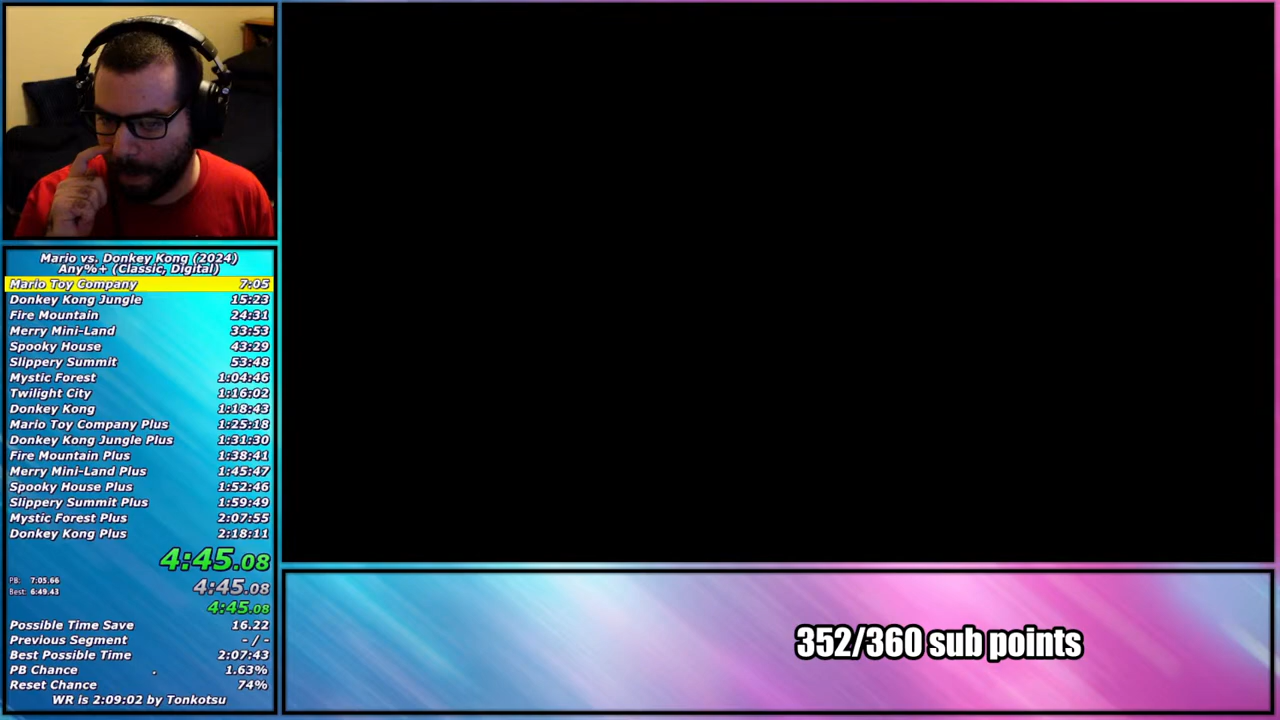 Mario vs. Donkey Kong (2024)
Any%+ (Classic, Digital)
Mario Toy Company 7:05
Donkey Kong Jungle 15:23
Fire Mountain 24:31
Merry Mini-Land 33:53
Spooky House 43:29
Slippery Summit 53:48
Mystic Forest 1:04:46
Twilight City 1:16:02
Donkey Kong 1:18:43
Mario Toy Company Plus 1:25:18
Donkey Kong Jungle Plus 1:31:30
Fire Mountain Plus 1:38:41
Merry Mini-Land Plus 1:45:47
Spooky House Plus 1:52:46
Slippery Summit Plus 1:59:49
Mystic Forest Plus 2:07:55
Donkey Kong Plus 2:18:11
4:45.08
PB: 7:05.66 4:45.08
Best: 6:49.43
4:45.08
Possible Time Save 16.22
Previous Segment - / -
Best Possible Time 2:07:43
PB Chance . 1.63%
Reset Chance 74%
WR is 2:09:02 by Tonkotsu
352/360 sub points